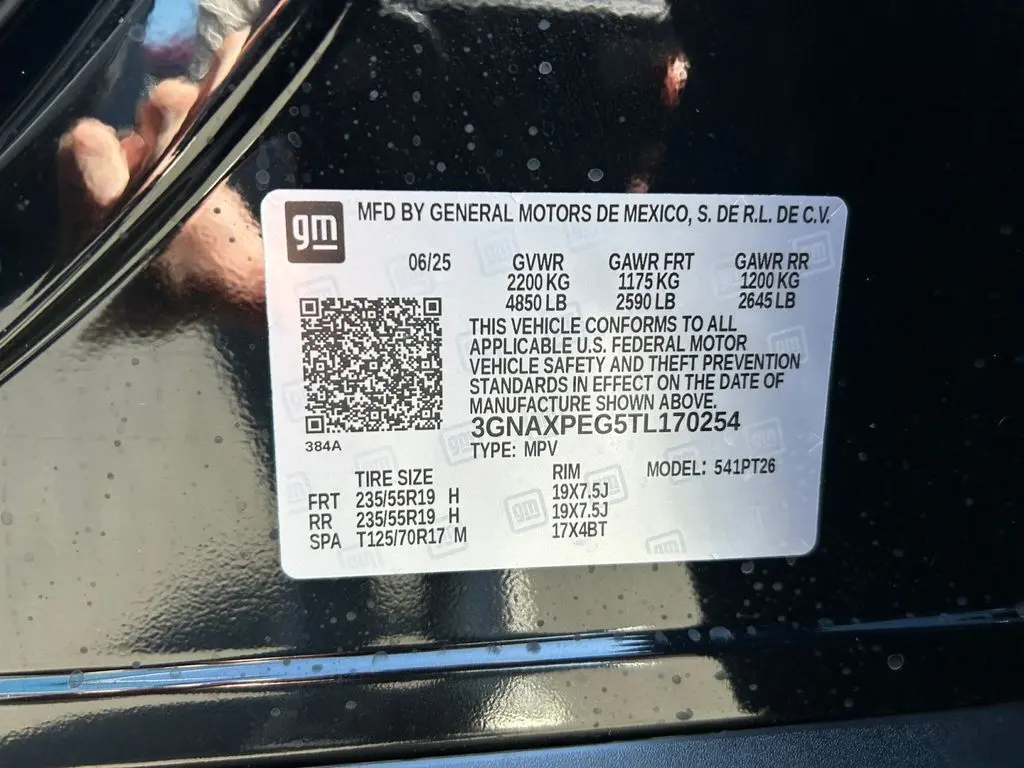 gm MFD BY GENERAL MOTORS DE MEXICO, S. DE R.L. DE C.V.
06/25 GVWR GAWR FRT GAWR RR
2200 KG 1175 KG 1200 KG
4850 LB 2590 LB 2645 LB
THIS VEHICLE CONFORMS TO ALL
APPLICABLE U.S. FEDERAL MOTOR
VEHICLE SAFETY AND THEFT PREVENTION
STANDARDS IN EFFECT ON THE DATE OF
MANUFACTURE SHOWN ABOVE.
3GNAXPEG5TL170254
384A
TYPE: MPV
TIRE SIZE RIM MODEL: 541PT26
FRT 235/55R19 H 19X7.5J
RR 235/55R19 H 19X7.5J
SPA T125/70R17 M 17X4BT